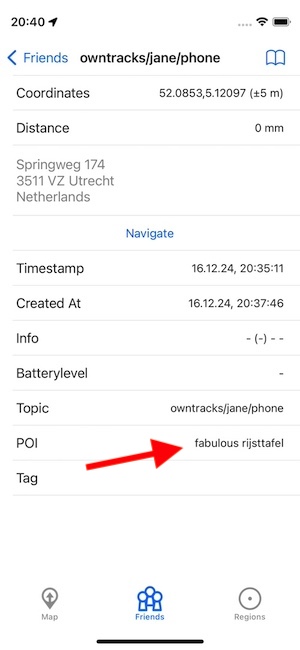 20:40
Friends owntracks/jane/phone
Coordinates 52.0853,5.12097 (±5 m)
Distance 0 mm
Springweg 174
3511 VZ Utrecht
Netherlands
Navigate
Timestamp 16.12.24, 20:35:11
Created At 16.12.24, 20:37:46
Info - (-) - -
Batterylevel -
Topic owntracks/jane/phone
POI fabulous rijsttafel
Tag
Map Friends Regions